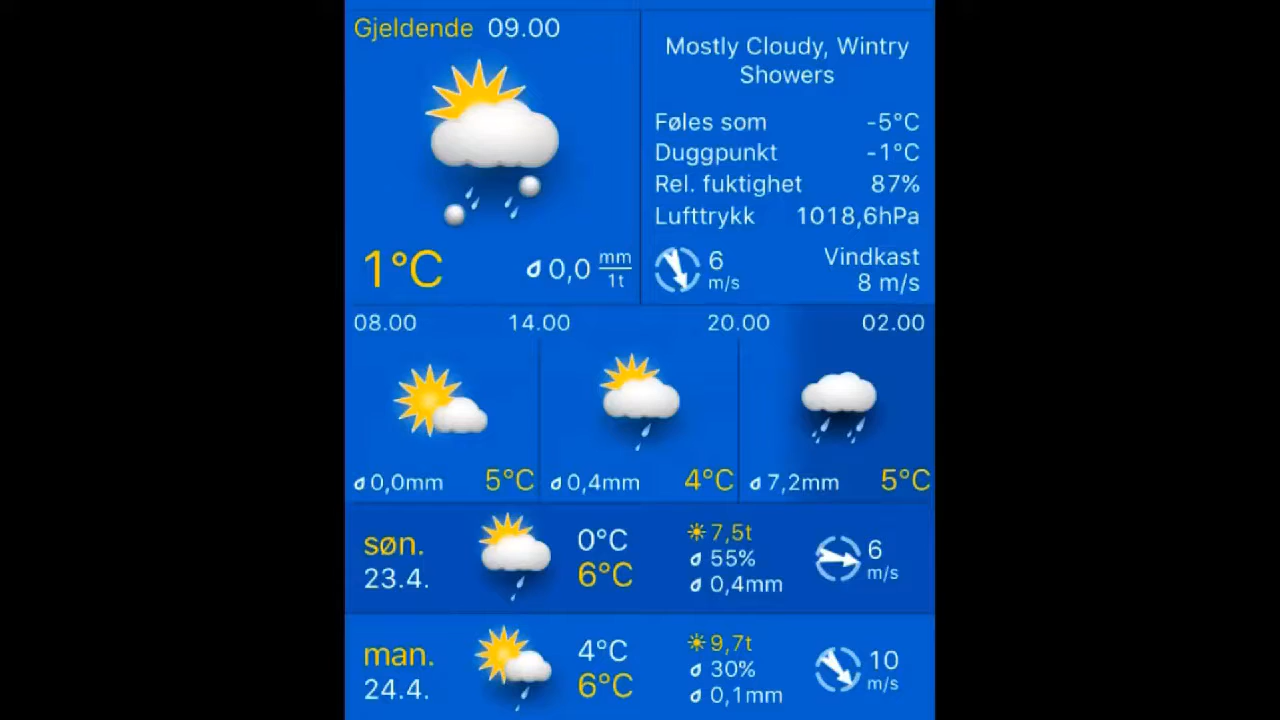 Gjeldende 09.00
Mostly Cloudy, Wintry
Showers
Føles som -5°C
Duggpunkt -1°C
Rel. fuktighet 87%
Lufttrykk 1018,6hPa
1°C 0,0 mm
1t
6
m/s
Vindkast
8 m/s
08.00 14.00 20.00 02.00
0,0mm 5°C 0,4mm 4°C 7,2mm 5°C
søn.
23.4.
0°C
6°C
7,5t
55%
0,4mm
6
m/s
man.
24.4.
4°C
6°C
9,7t
30%
0,1mm
10
m/s